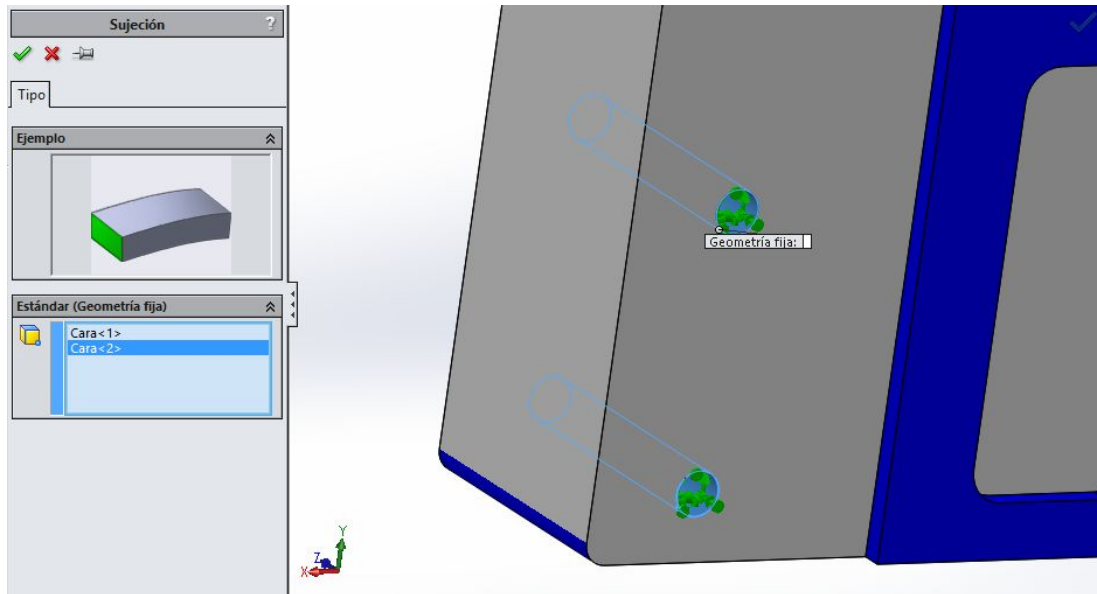 Sujeción
?
Tipo
Ejemplo
Estándar (Geometría fija)
Cara<1>
Cara<2>
Geometría fija:
Y
Z
X